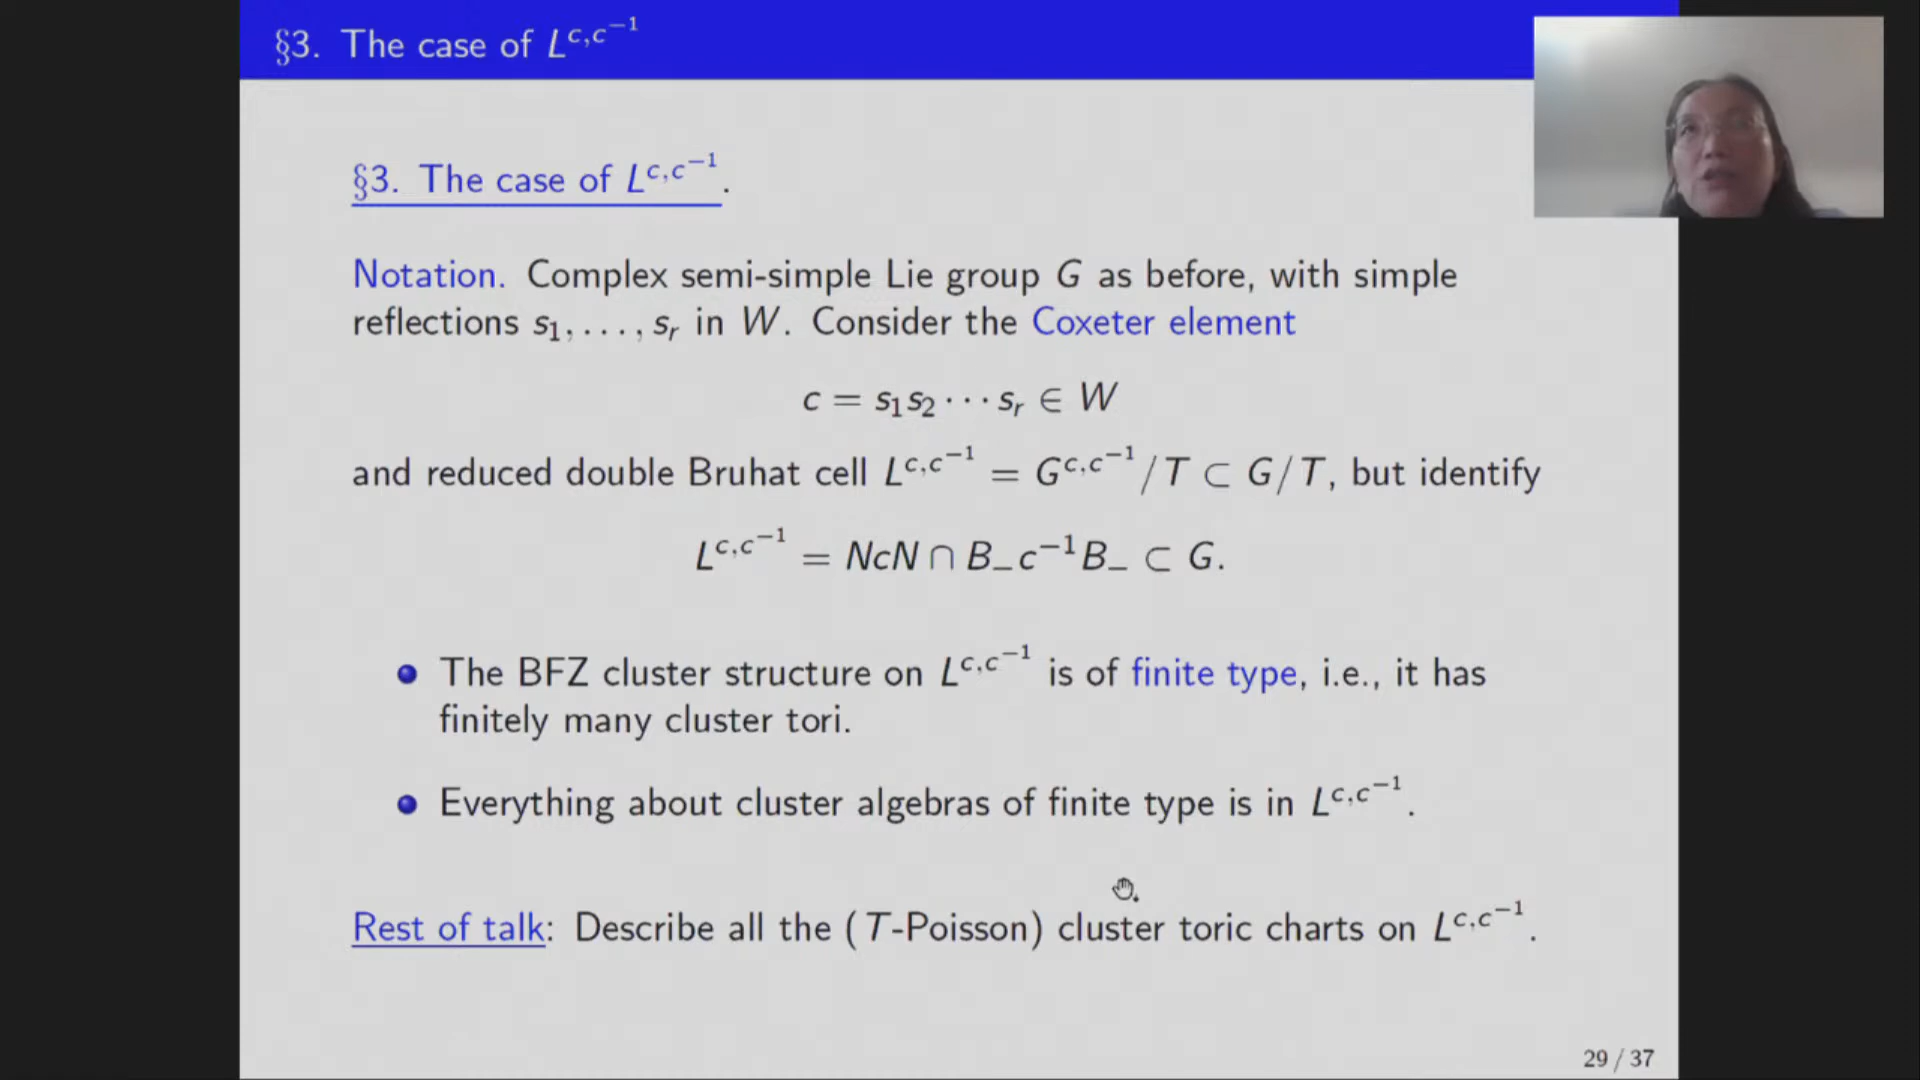 §3. The case of L^{c,c^{-1}}
§3. The case of L^{c,c^{-1}}.
Notation. Complex semi-simple Lie group G as before, with simple
reflections s_1, . . . , s_r in W. Consider the Coxeter element
c = s_1 s_2 · · · s_r ∈ W
and reduced double Bruhat cell L^{c,c^{-1}} = G^{c,c^{-1}}/T ⊂ G/T, but identify
L^{c,c^{-1}} = NcN ∩ B_−c^{-1}B_− ⊂ G.
The BFZ cluster structure on L^{c,c^{-1}} is of finite type, i.e., it has
finitely many cluster tori.
Everything about cluster algebras of finite type is in L^{c,c^{-1}}.
Rest of talk: Describe all the (T-Poisson) cluster toric charts on L^{c,c^{-1}}.
29 / 37